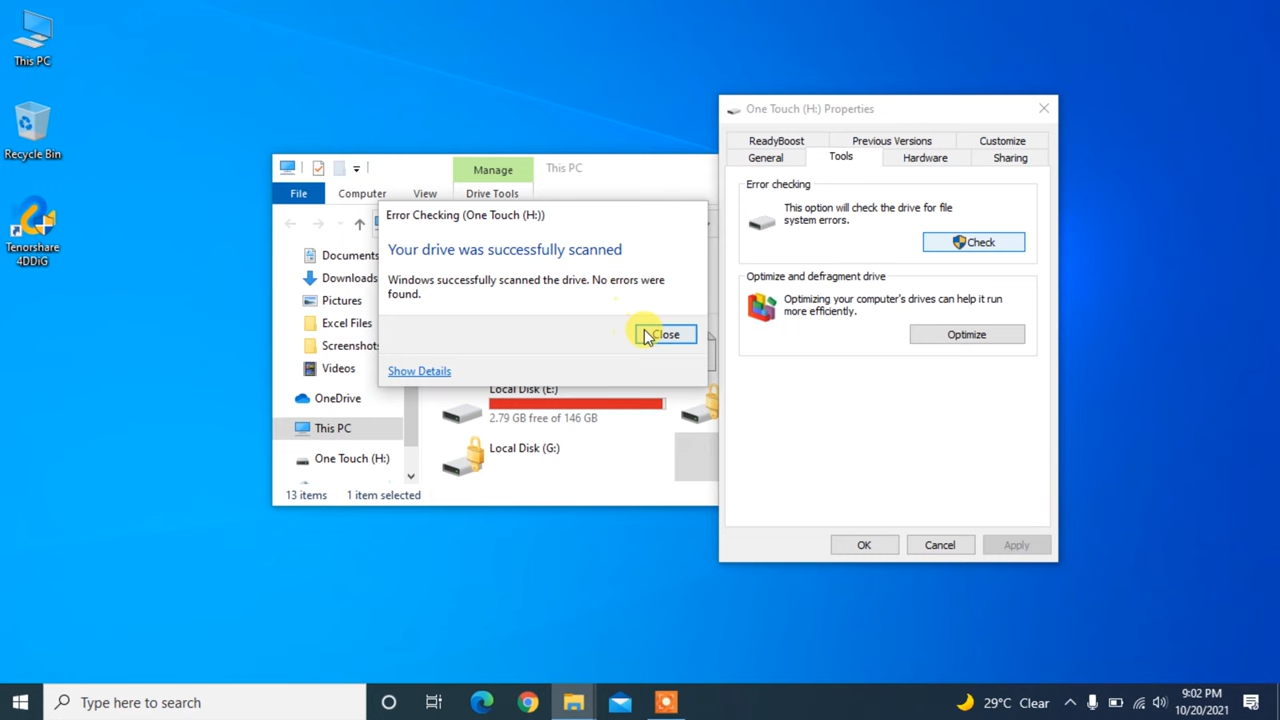 This PC
Recycle Bin
Tenorshare
4DDiG
Manage
This PC
File
Computer
View
Drive Tools
Documents
Downloads
Pictures
Excel Files
Screenshots
Videos
OneDrive
This PC
One Touch (H:)
Error Checking (One Touch (H:))
Your drive was successfully scanned
Windows successfully scanned the drive. No errors were
found.
Close
Show Details
Local Disk (E:)
2.79 GB free of 146 GB
Local Disk (G:)
13 items
1 item selected
One Touch (H:) Properties
ReadyBoost
Previous Versions
Customize
General
Tools
Hardware
Sharing
Error checking
This option will check the drive for file
system errors.
Check
Optimize and defragment drive
Optimizing your computer's drives can help it run
more efficiently.
Optimize
OK
Cancel
Apply
Type here to search
29°C Clear
9:02 PM
10/20/2021